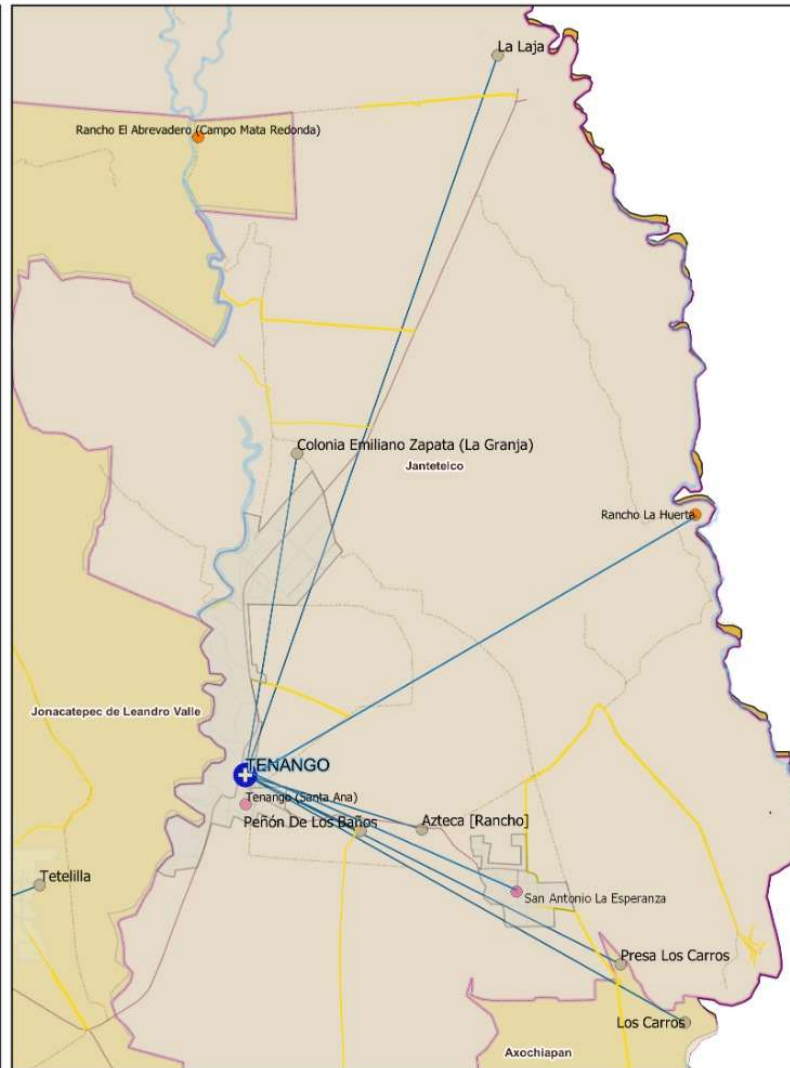 La Laja
Rancho El Abrevadero (Campo Mata Redonda)
Colonia Emiliano Zapata (La Granja)
Jantetelco
Rancho La Huerta
Jonacatepec de Leandro Valle
TENANGO
Tenango (Santa Ana)
Peñón De Los Baños
Azteca [Rancho]
Tetelilla
San Antonio La Esperanza
Presa Los Carros
Los Carros
Axochiapan